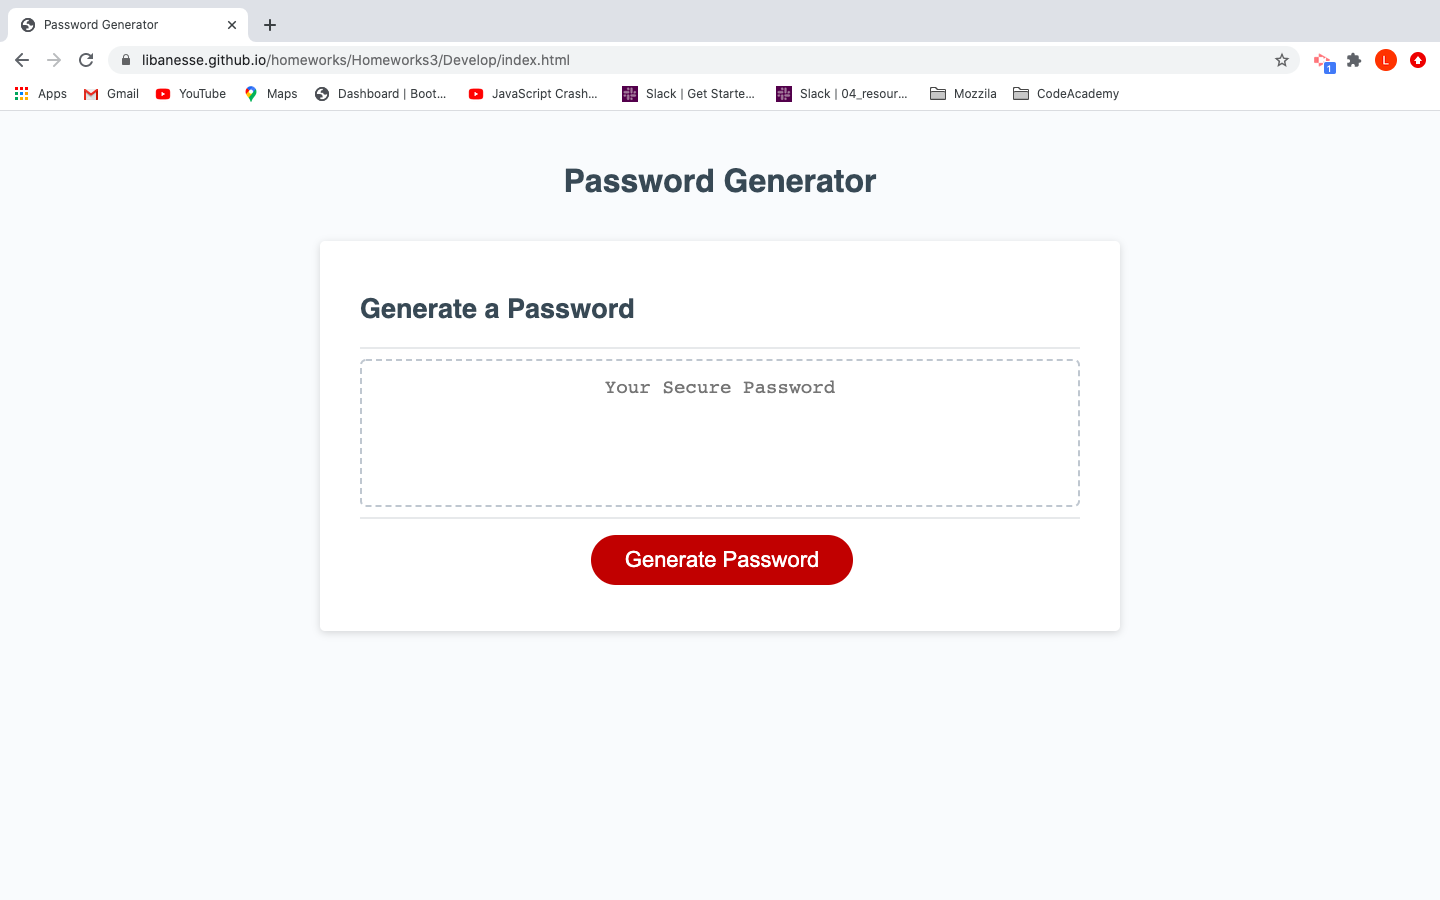 Password Generator
libanesse.github.io/homeworks/Homeworks3/Develop/index.html
1
L
Apps Gmail YouTube Maps Dashboard | Boot... JavaScript Crash... Slack | Get Starte... Slack | 04_resour... Mozzila CodeAcademy
Password Generator
Generate a Password
Your Secure Password
Generate Password